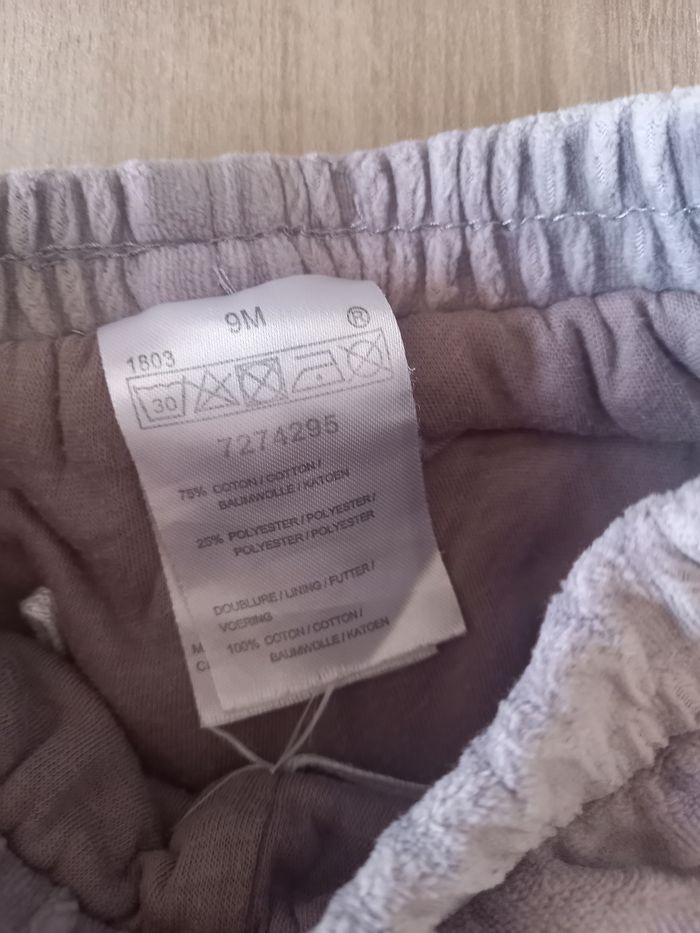 9M
1803 ®
30
7274295
75% COTON / COTTON /
BAUMWOLLE / KATOEN
25% POLYESTER / POLYESTER /
POLYESTER / POLYESTER
DOUBLURE / LINING / FUTTER /
VOERING
100% COTON / COTTON /
BAUMWOLLE / KATOEN